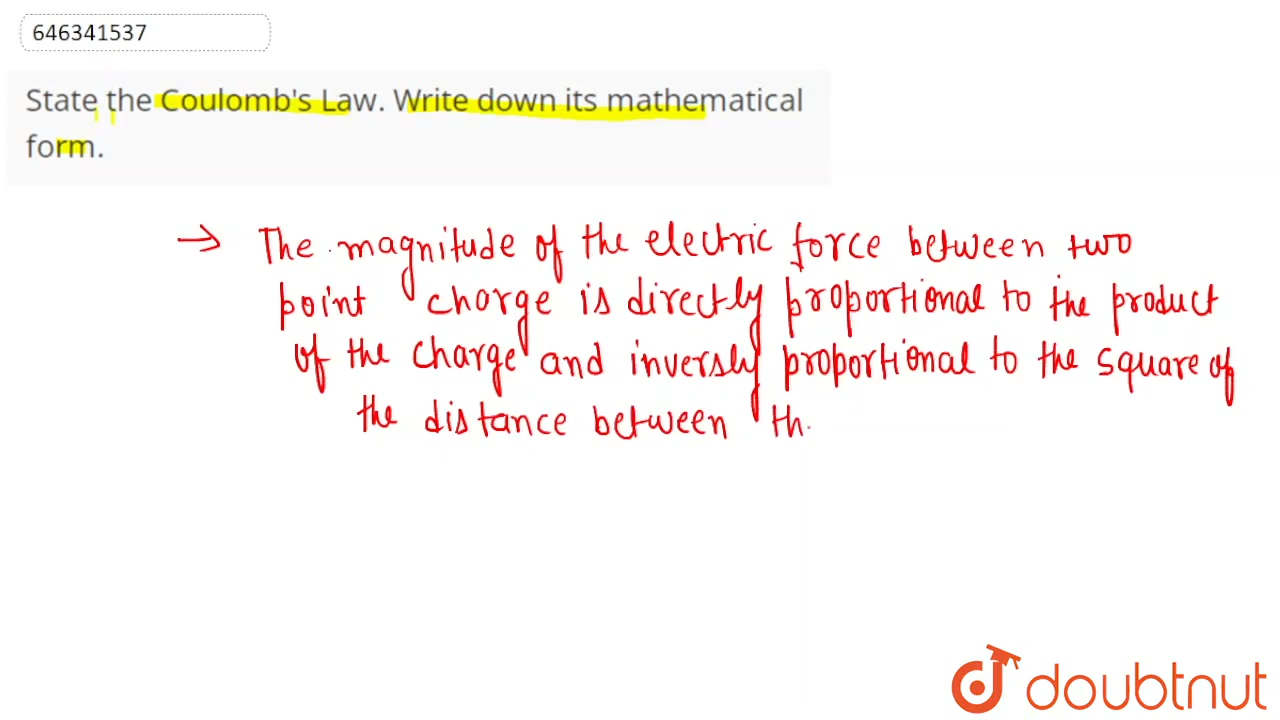 646341537
State the Coulomb's Law. Write down its mathematical
form.
→ The magnitude of the electric force between two
point charge is directly proportional to the product
of the charge and inversly proportional to the square of
the distance between th
doubtnut